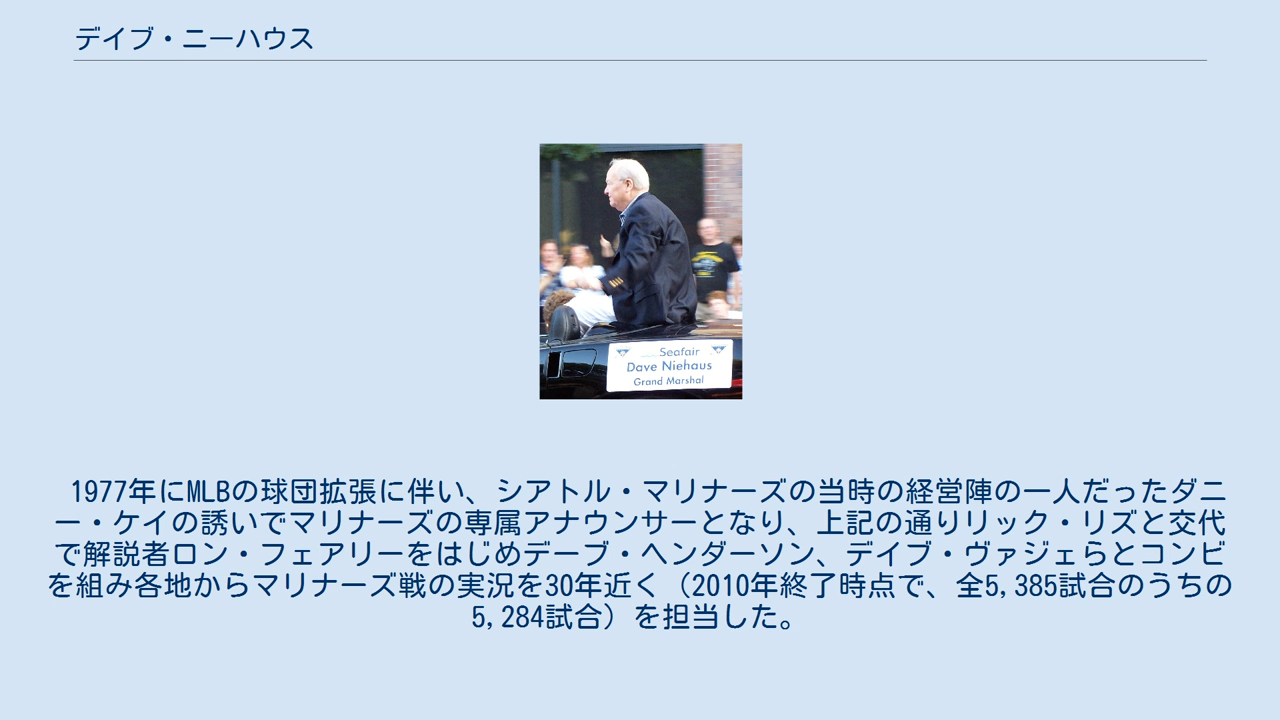 デイブ・ニーハウス
Seafair
Dave Niehaus
Grand Marshal
1977年にMLBの球団拡張に伴い、シアトル・マリナーズの当時の経営陣の一人だったダニ
ー・ケイの誘いでマリナーズの専属アナウンサーとなり、上記の通りリック・リズと交代
で解説者ロン・フェアリーをはじめデーブ・ヘンダーソン、デイブ・ヴァジェらとコンビ
を組み各地からマリナーズ戦の実況を30年近く（2010年終了時点で、全5,385試合のうちの
5,284試合）を担当した。